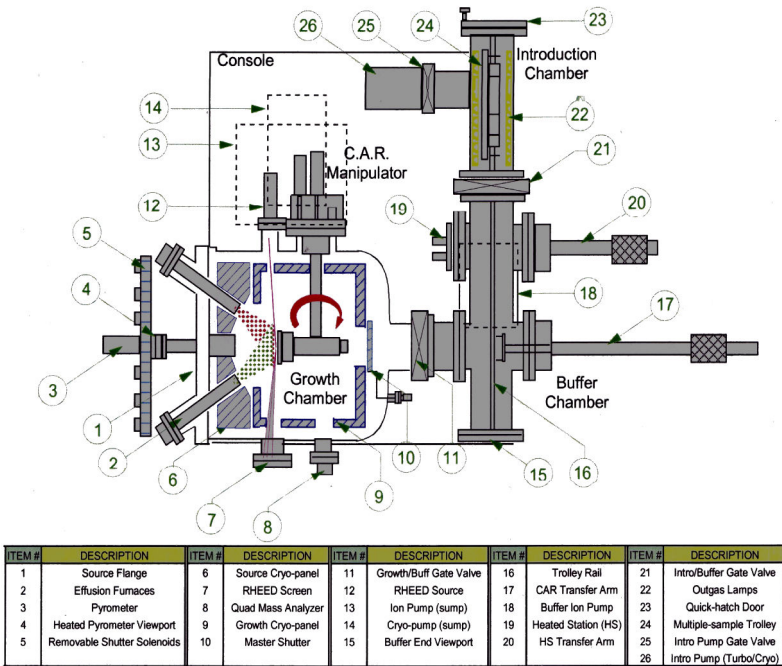 26
25
24
23
Console
Introduction
Chamber
14
22
13
C.A.R.
Manipulator
21
12
19
20
5
4
18
17
3
Growth
Chamber
Buffer
Chamber
1
2
6
7
8
9
10
11
15
16
ITEM # DESCRIPTION ITEM # DESCRIPTION ITEM # DESCRIPTION ITEM # DESCRIPTION ITEM # DESCRIPTION
1 Source Flange 6 Source Cryo-panel 11 Growth/Buff Gate Valve 16 Trolley Rail 21 Intro/Buffer Gate Valve
2 Effusion Furnaces 7 RHEED Screen 12 RHEED Source 17 CAR Transfer Arm 22 Outgas Lamps
3 Pyrometer 8 Quad Mass Analyzer 13 Ion Pump (sump) 18 Buffer Ion Pump 23 Quick-hatch Door
4 Heated Pyrometer Viewport 9 Growth Cryo-panel 14 Cryo-pump (sump) 19 Heated Station (HS) 24 Multiple-sample Trolley
5 Removable Shutter Solenoids 10 Master Shutter 15 Buffer End Viewport 20 HS Transfer Arm 25 Intro Pump Gate Valve
26 Intro Pump (Turbo/Cryo)